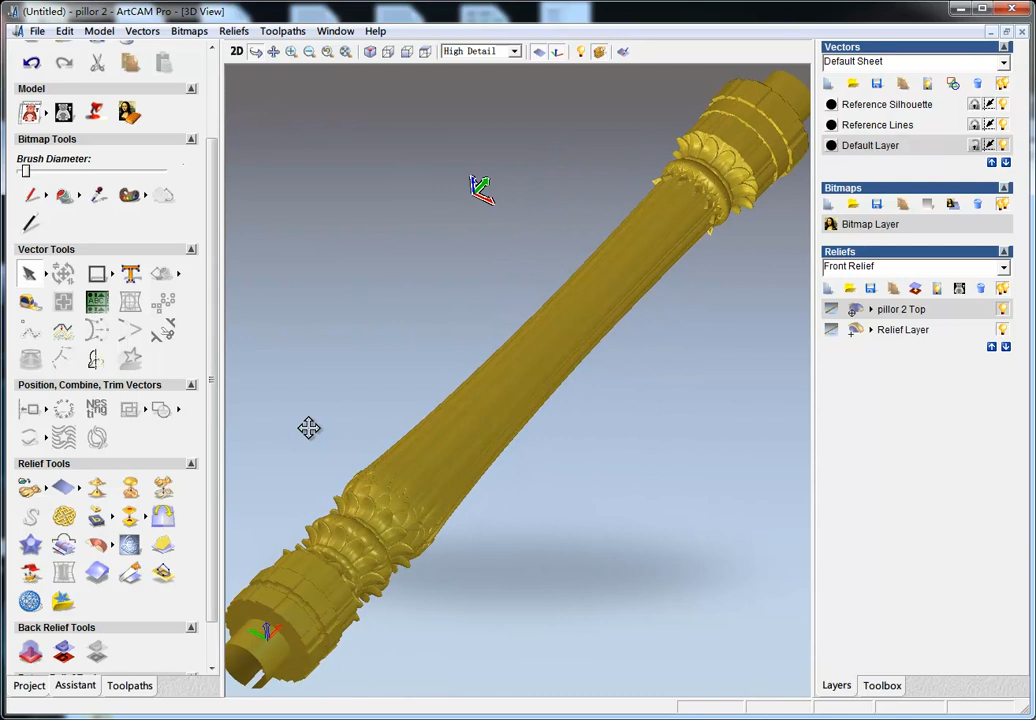 (Untitled) - pillor 2 - ArtCAM Pro - [3D View]
File Edit Model Vectors Bitmaps Reliefs Toolpaths Window Help
2D High Detail
Model
Bitmap Tools
Brush Diameter:
Vector Tools
ABC
Position, Combine, Trim Vectors
Nes
ting
Relief Tools
Back Relief Tools
Project Assistant Toolpaths
Vectors
Default Sheet
Reference Silhouette
Reference Lines
Default Layer
Bitmaps
Bitmap Layer
Reliefs
Front Relief
pillor 2 Top
Relief Layer
Layers Toolbox